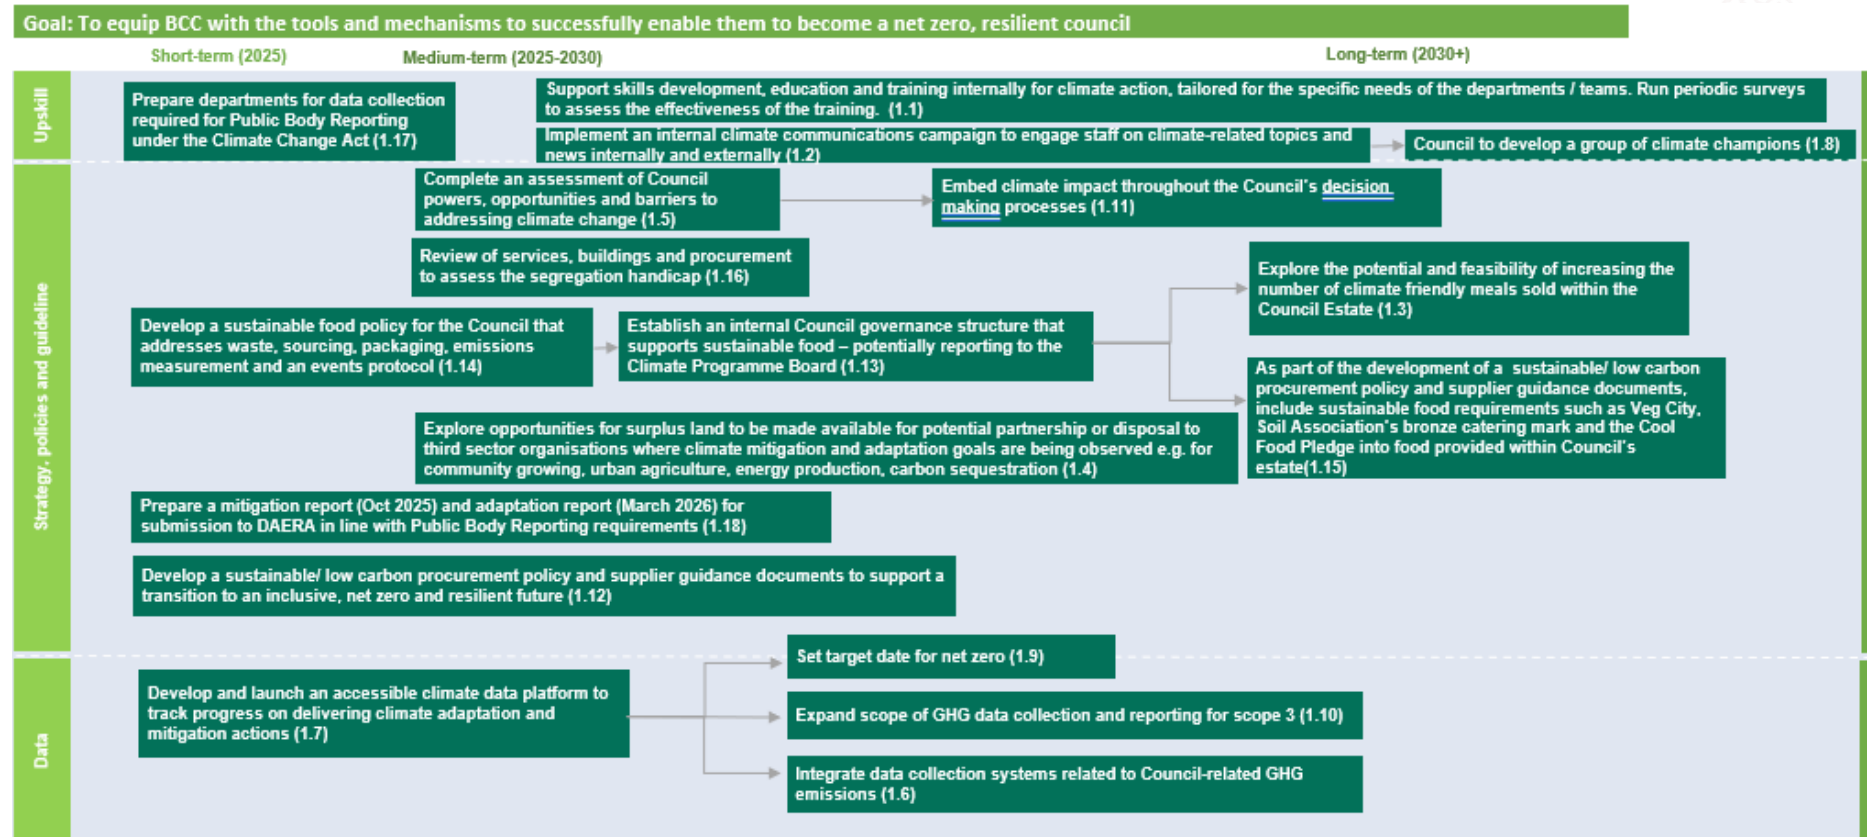 Goal: To equip BCC with the tools and mechanisms to successfully enable them to become a net zero, resilient council
Short-term (2025)
Medium-term (2025-2030)
Long-term (2030+)
Upskill
Prepare departments for data collection
required for Public Body Reporting
under the Climate Change Act (1.17)
Support skills development, education and training internally for climate action, tailored for the specific needs of the departments / teams. Run periodic surveys
to assess the effectiveness of the training. (1.1)
Implement an internal climate communications campaign to engage staff on climate-related topics and
news internally and externally (1.2)
Council to develop a group of climate champions (1.8)
Strategy, policies and guideline
Complete an assessment of Council
powers, opportunities and barriers to
addressing climate change (1.5)
Embed climate impact throughout the Council's decision
making processes (1.11)
Review of services, buildings and procurement
to assess the segregation handicap (1.16)
Explore the potential and feasibility of increasing the
number of climate friendly meals sold within the
Council Estate (1.3)
Develop a sustainable food policy for the Council that
addresses waste, sourcing, packaging, emissions
measurement and an events protocol (1.14)
Establish an internal Council governance structure that
supports sustainable food – potentially reporting to the
Climate Programme Board (1.13)
As part of the development of a sustainable/ low carbon
procurement policy and supplier guidance documents,
include sustainable food requirements such as Veg City,
Soil Association's bronze catering mark and the Cool
Food Pledge into food provided within Council's
estate(1.15)
Explore opportunities for surplus land to be made available for potential partnership or disposal to
third sector organisations where climate mitigation and adaptation goals are being observed e.g. for
community growing, urban agriculture, energy production, carbon sequestration (1.4)
Prepare a mitigation report (Oct 2025) and adaptation report (March 2026) for
submission to DAERA in line with Public Body Reporting requirements (1.18)
Develop a sustainable/ low carbon procurement policy and supplier guidance documents to support a
transition to an inclusive, net zero and resilient future (1.12)
Data
Develop and launch an accessible climate data platform to
track progress on delivering climate adaptation and
mitigation actions (1.7)
Set target date for net zero (1.9)
Expand scope of GHG data collection and reporting for scope 3 (1.10)
Integrate data collection systems related to Council-related GHG
emissions (1.6)